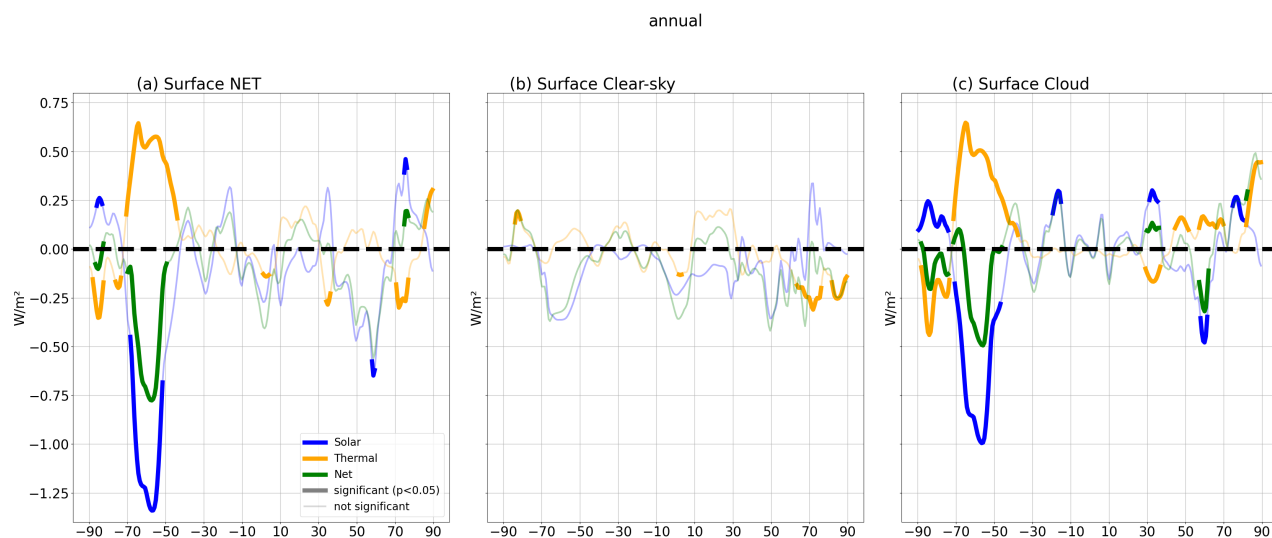 annual
(a) Surface NET
(b) Surface Clear-sky
(c) Surface Cloud
0.75
0.50
0.25
0.00
−0.25
−0.50
−0.75
−1.00
−1.25
W/m²
W/m²
W/m²
Solar
Thermal
Net
significant (p<0.05)
not significant
−90 −70 −50 −30 −10 10 30 50 70 90
−90 −70 −50 −30 −10 10 30 50 70 90
−90 −70 −50 −30 −10 10 30 50 70 90